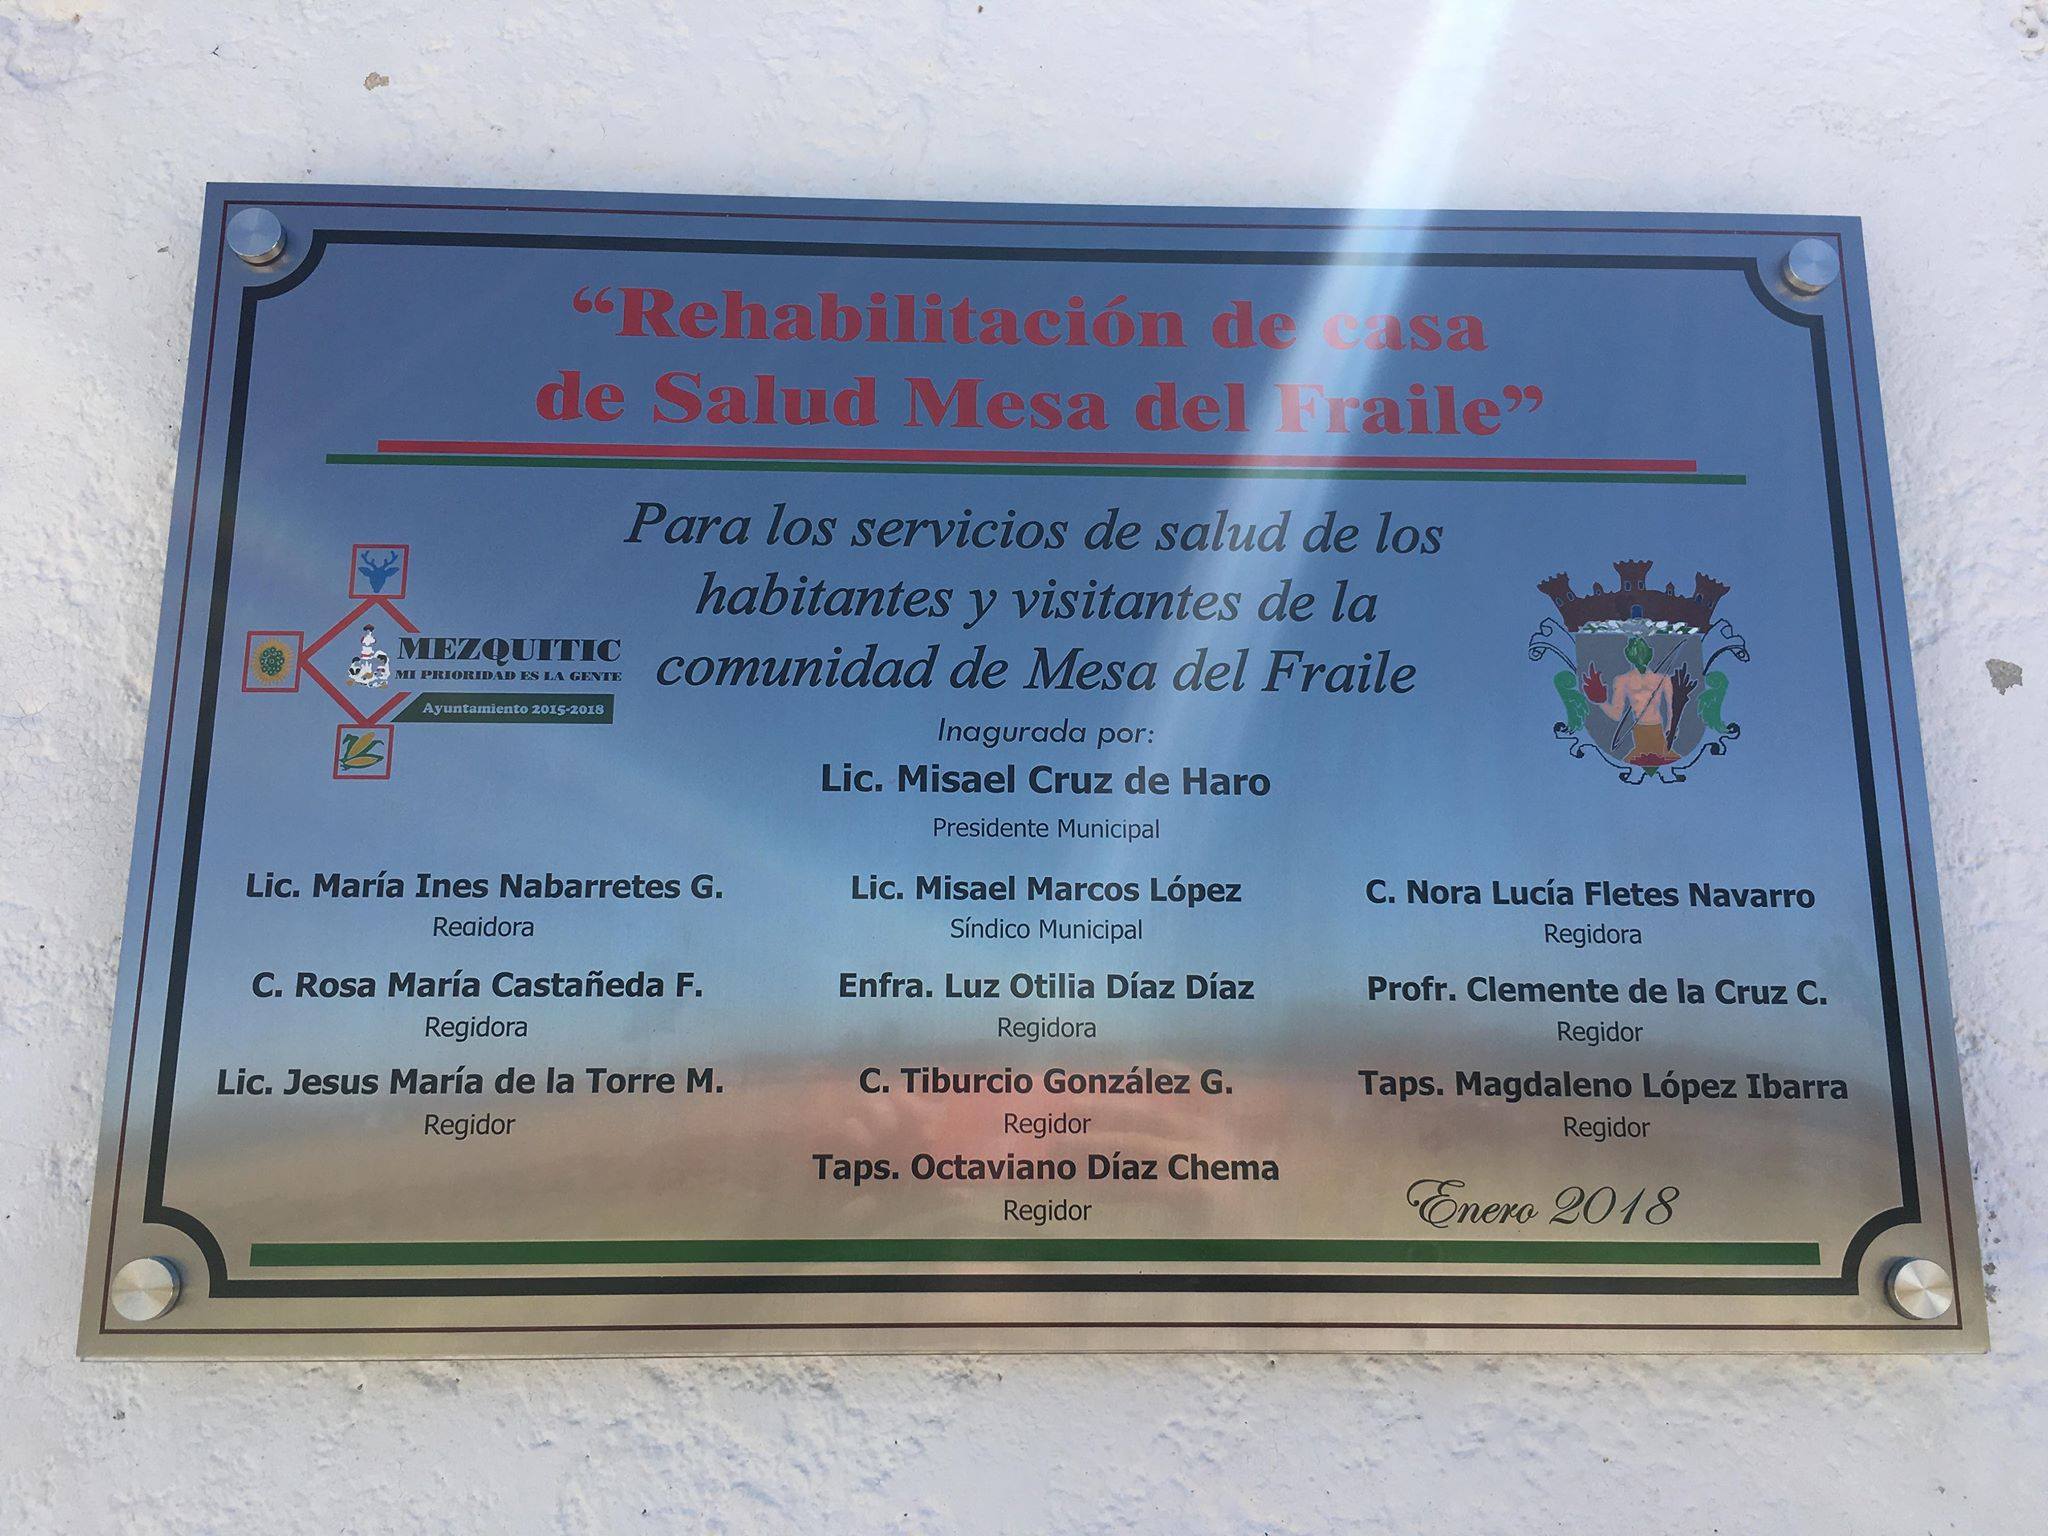 “Rehabilitación de casa
de Salud Mesa del Fraile”
Para los servicios de salud de los
habitantes y visitantes de la
comunidad de Mesa del Fraile
MEZQUITIC
MI PRIORIDAD ES LA GENTE
Ayuntamiento 2015-2018
Inagurada por:
Lic. Misael Cruz de Haro
Presidente Municipal
Lic. María Ines Nabarretes G.
Regidora
Lic. Misael Marcos López
Síndico Municipal
C. Nora Lucía Fletes Navarro
Regidora
C. Rosa María Castañeda F.
Regidora
Enfra. Luz Otilia Díaz Díaz
Regidora
Profr. Clemente de la Cruz C.
Regidor
Lic. Jesus María de la Torre M.
Regidor
C. Tiburcio González G.
Regidor
Taps. Magdaleno López Ibarra
Regidor
Taps. Octaviano Díaz Chema
Regidor
Enero 2018